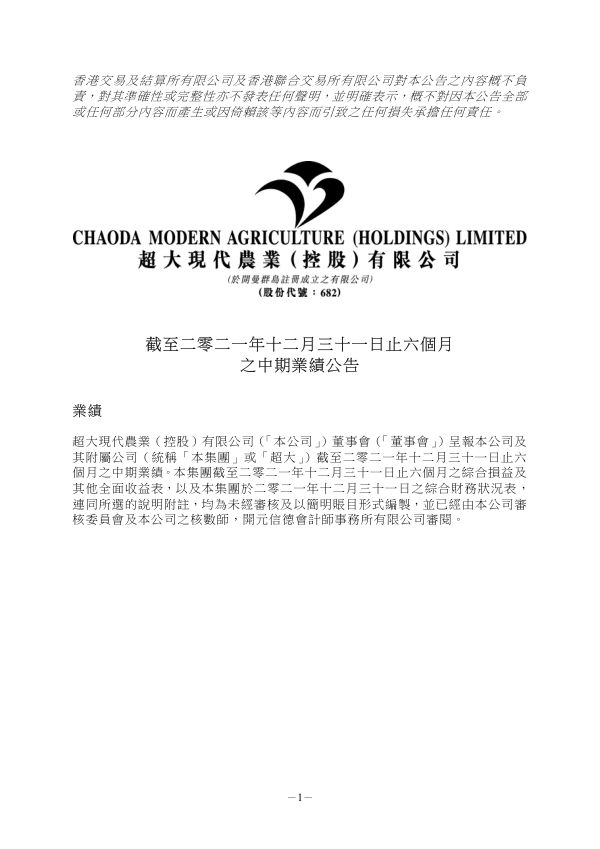 香港交易及結算所有限公司及香港聯合交易所有限公司對本公告之內容概不負
責，對其準確性或完整性亦不發表任何聲明，並明確表示，概不對因本公告全部
或任何部分內容而產生或因倚賴該等內容而引致之任何損失承擔任何責任。
CHAODA MODERN AGRICULTURE (HOLDINGS) LIMITED
超大現代農業（控股）有限公司
(於開曼群島註冊成立之有限公司)
(股份代號：682)
截至二零二一年十二月三十一日止六個月
之中期業績公告
業績
超大現代農業（控股）有限公司（「本公司」）董事會（「董事會」）呈報本公司及
其附屬公司（統稱「本集團」或「超大」）截至二零二一年十二月三十一日止六
個月之中期業績。本集團截至二零二一年十二月三十一日止六個月之綜合損益及
其他全面收益表，以及本集團於二零二一年十二月三十一日之綜合財務狀況表，
連同所選的說明附註，均為未經審核及以簡明賬目形式編製，並已經由本公司審
核委員會及本公司之核數師，開元信德會計師事務所有限公司審閱。
– 1 –